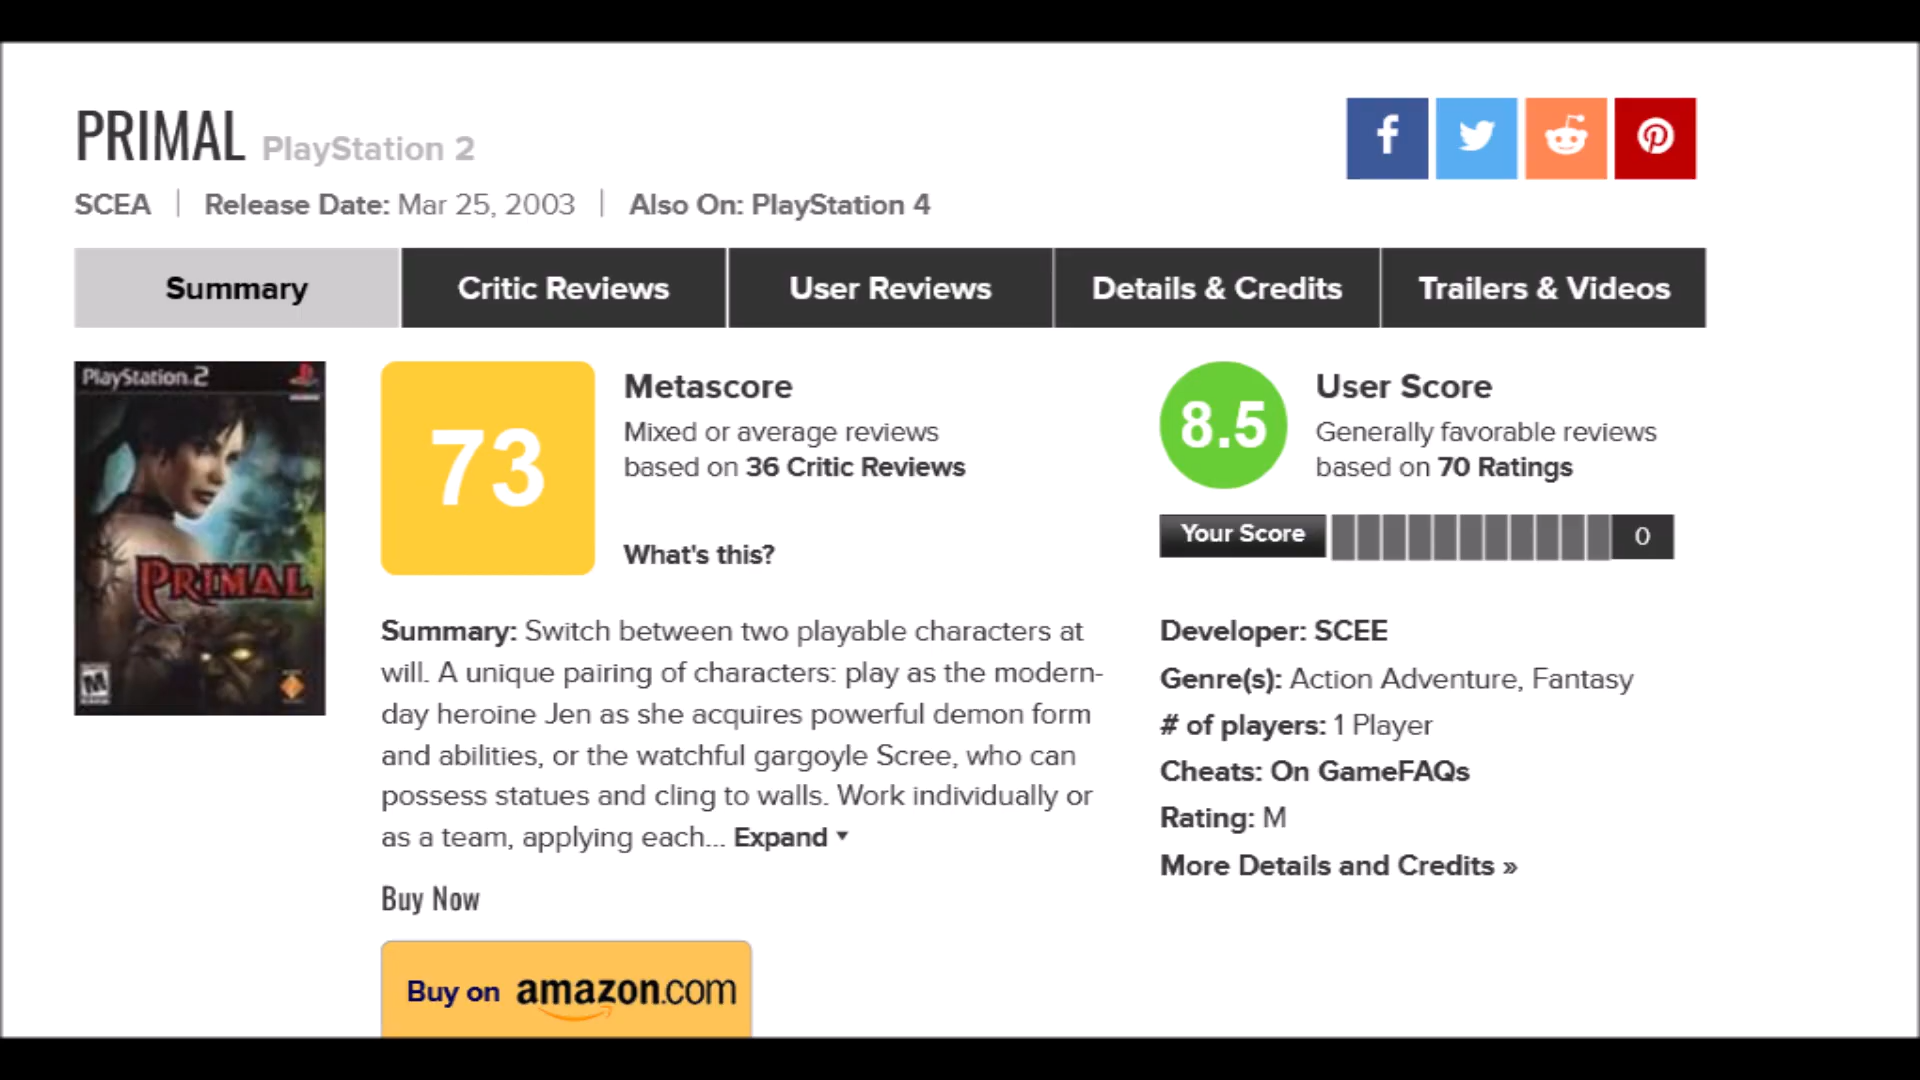 PRIMAL PlayStation 2
SCEA | Release Date: Mar 25, 2003 | Also On: PlayStation 4
Summary
Critic Reviews
User Reviews
Details & Credits
Trailers & Videos
PlayStation 2
PRIMAL
M
73
Metascore
Mixed or average reviews
based on 36 Critic Reviews
What's this?
8.5
User Score
Generally favorable reviews
based on 70 Ratings
Your Score
0
Summary: Switch between two playable characters at
will. A unique pairing of characters: play as the modern-
day heroine Jen as she acquires powerful demon form
and abilities, or the watchful gargoyle Scree, who can
possess statues and cling to walls. Work individually or
as a team, applying each... Expand
Developer: SCEE
Genre(s): Action Adventure, Fantasy
# of players: 1 Player
Cheats: On GameFAQs
Rating: M
More Details and Credits »
Buy Now
Buy on amazon.com